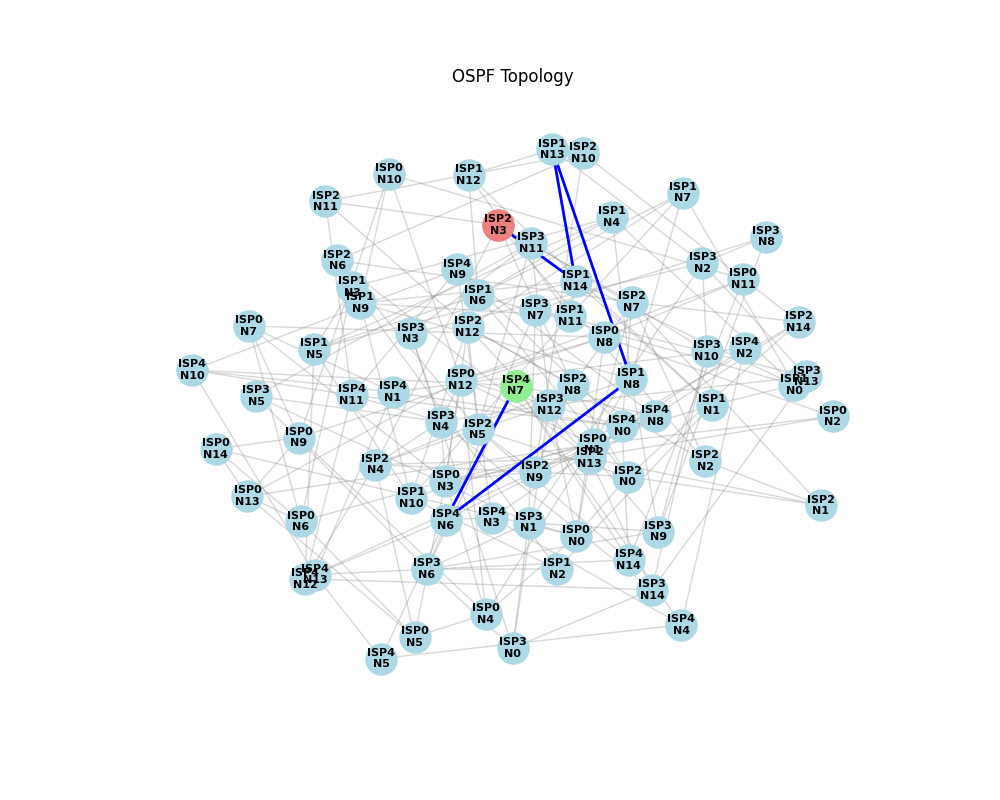 OSPF Topology
ISP1
N13
ISP2
N10
ISP0
N10
ISP1
N12
ISP2
N11
ISP1
N7
ISP1
N4
ISP2
N3
ISP3
N11
ISP3
N8
ISP2
N6
ISP4
N9
ISP3
N2
ISP0
N11
ISP1
N14
ISP1
N3
ISP1
N9
ISP1
N6
ISP3
N7
ISP1
N11
ISP2
N7
ISP0
N7
ISP3
N3
ISP2
N12
ISP0
N8
ISP2
N14
ISP1
N5
ISP3
N10
ISP4
N2
ISP4
N10
ISP0
N12
ISP4
N7
ISP2
N8
ISP1
N8
N0
ISP3
N13
ISP3
N5
ISP4
N11
ISP4
N1
ISP3
N12
ISP1
N1
ISP0
N2
ISP3
N4
ISP2
N5
ISP4
N0
ISP4
N8
ISP0
N9
ISP0
N14
ISP0
N1
N13
ISP2
N4
ISP2
N2
ISP0
N3
ISP2
N9
ISP2
N0
ISP0
N13
ISP1
N10
ISP2
N1
ISP0
N6
ISP4
N6
ISP4
N3
ISP3
N1
ISP0
N0
ISP3
N9
ISP4
N12
ISP4
N13
ISP3
N6
ISP1
N2
ISP4
N14
ISP3
N14
ISP0
N4
ISP4
N4
ISP0
N5
ISP3
N0
ISP4
N5